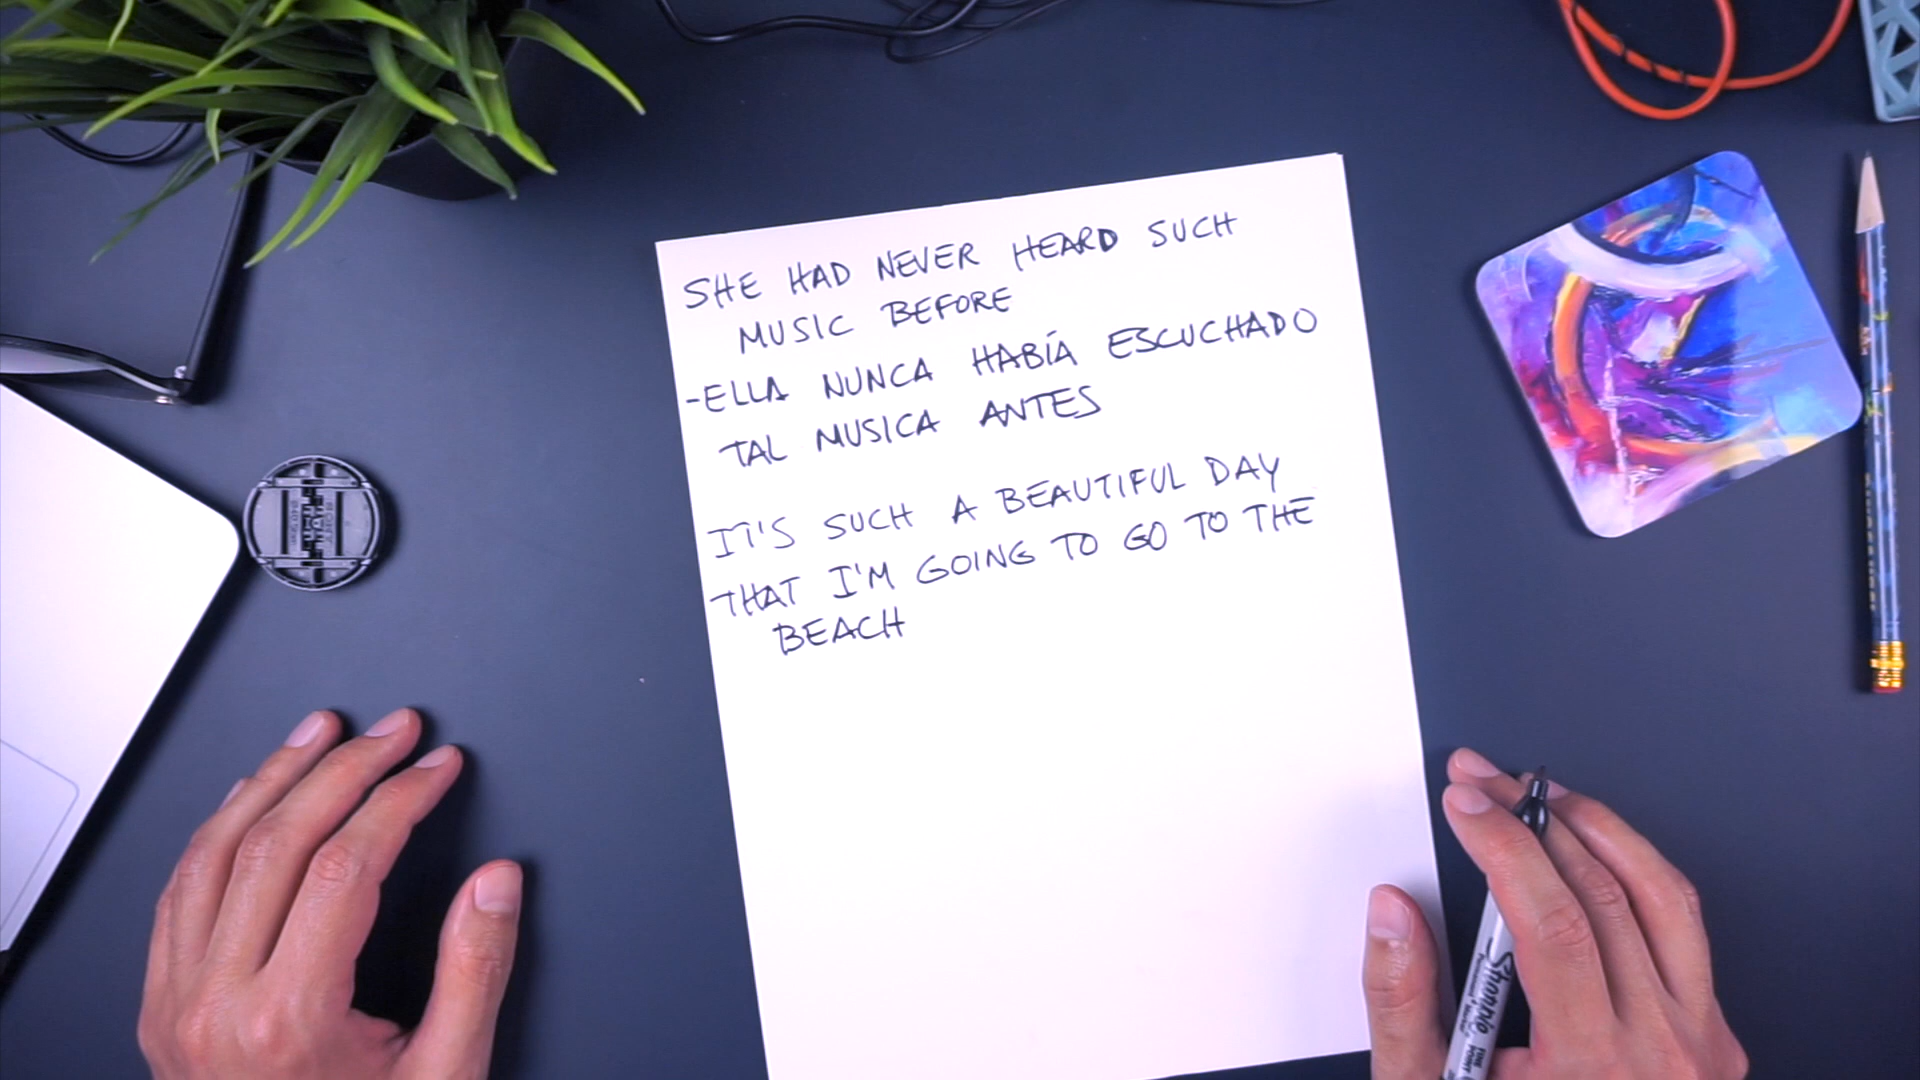 SHE HAD NEVER HEARD SUCH
MUSIC BEFORE
-ELLA NUNCA HABÍA ESCUCHADO
TAL MUSICA ANTES
IT'S SUCH A BEAUTIFUL DAY
THAT I'M GOING TO GO TO THE
BEACH
Sharpie